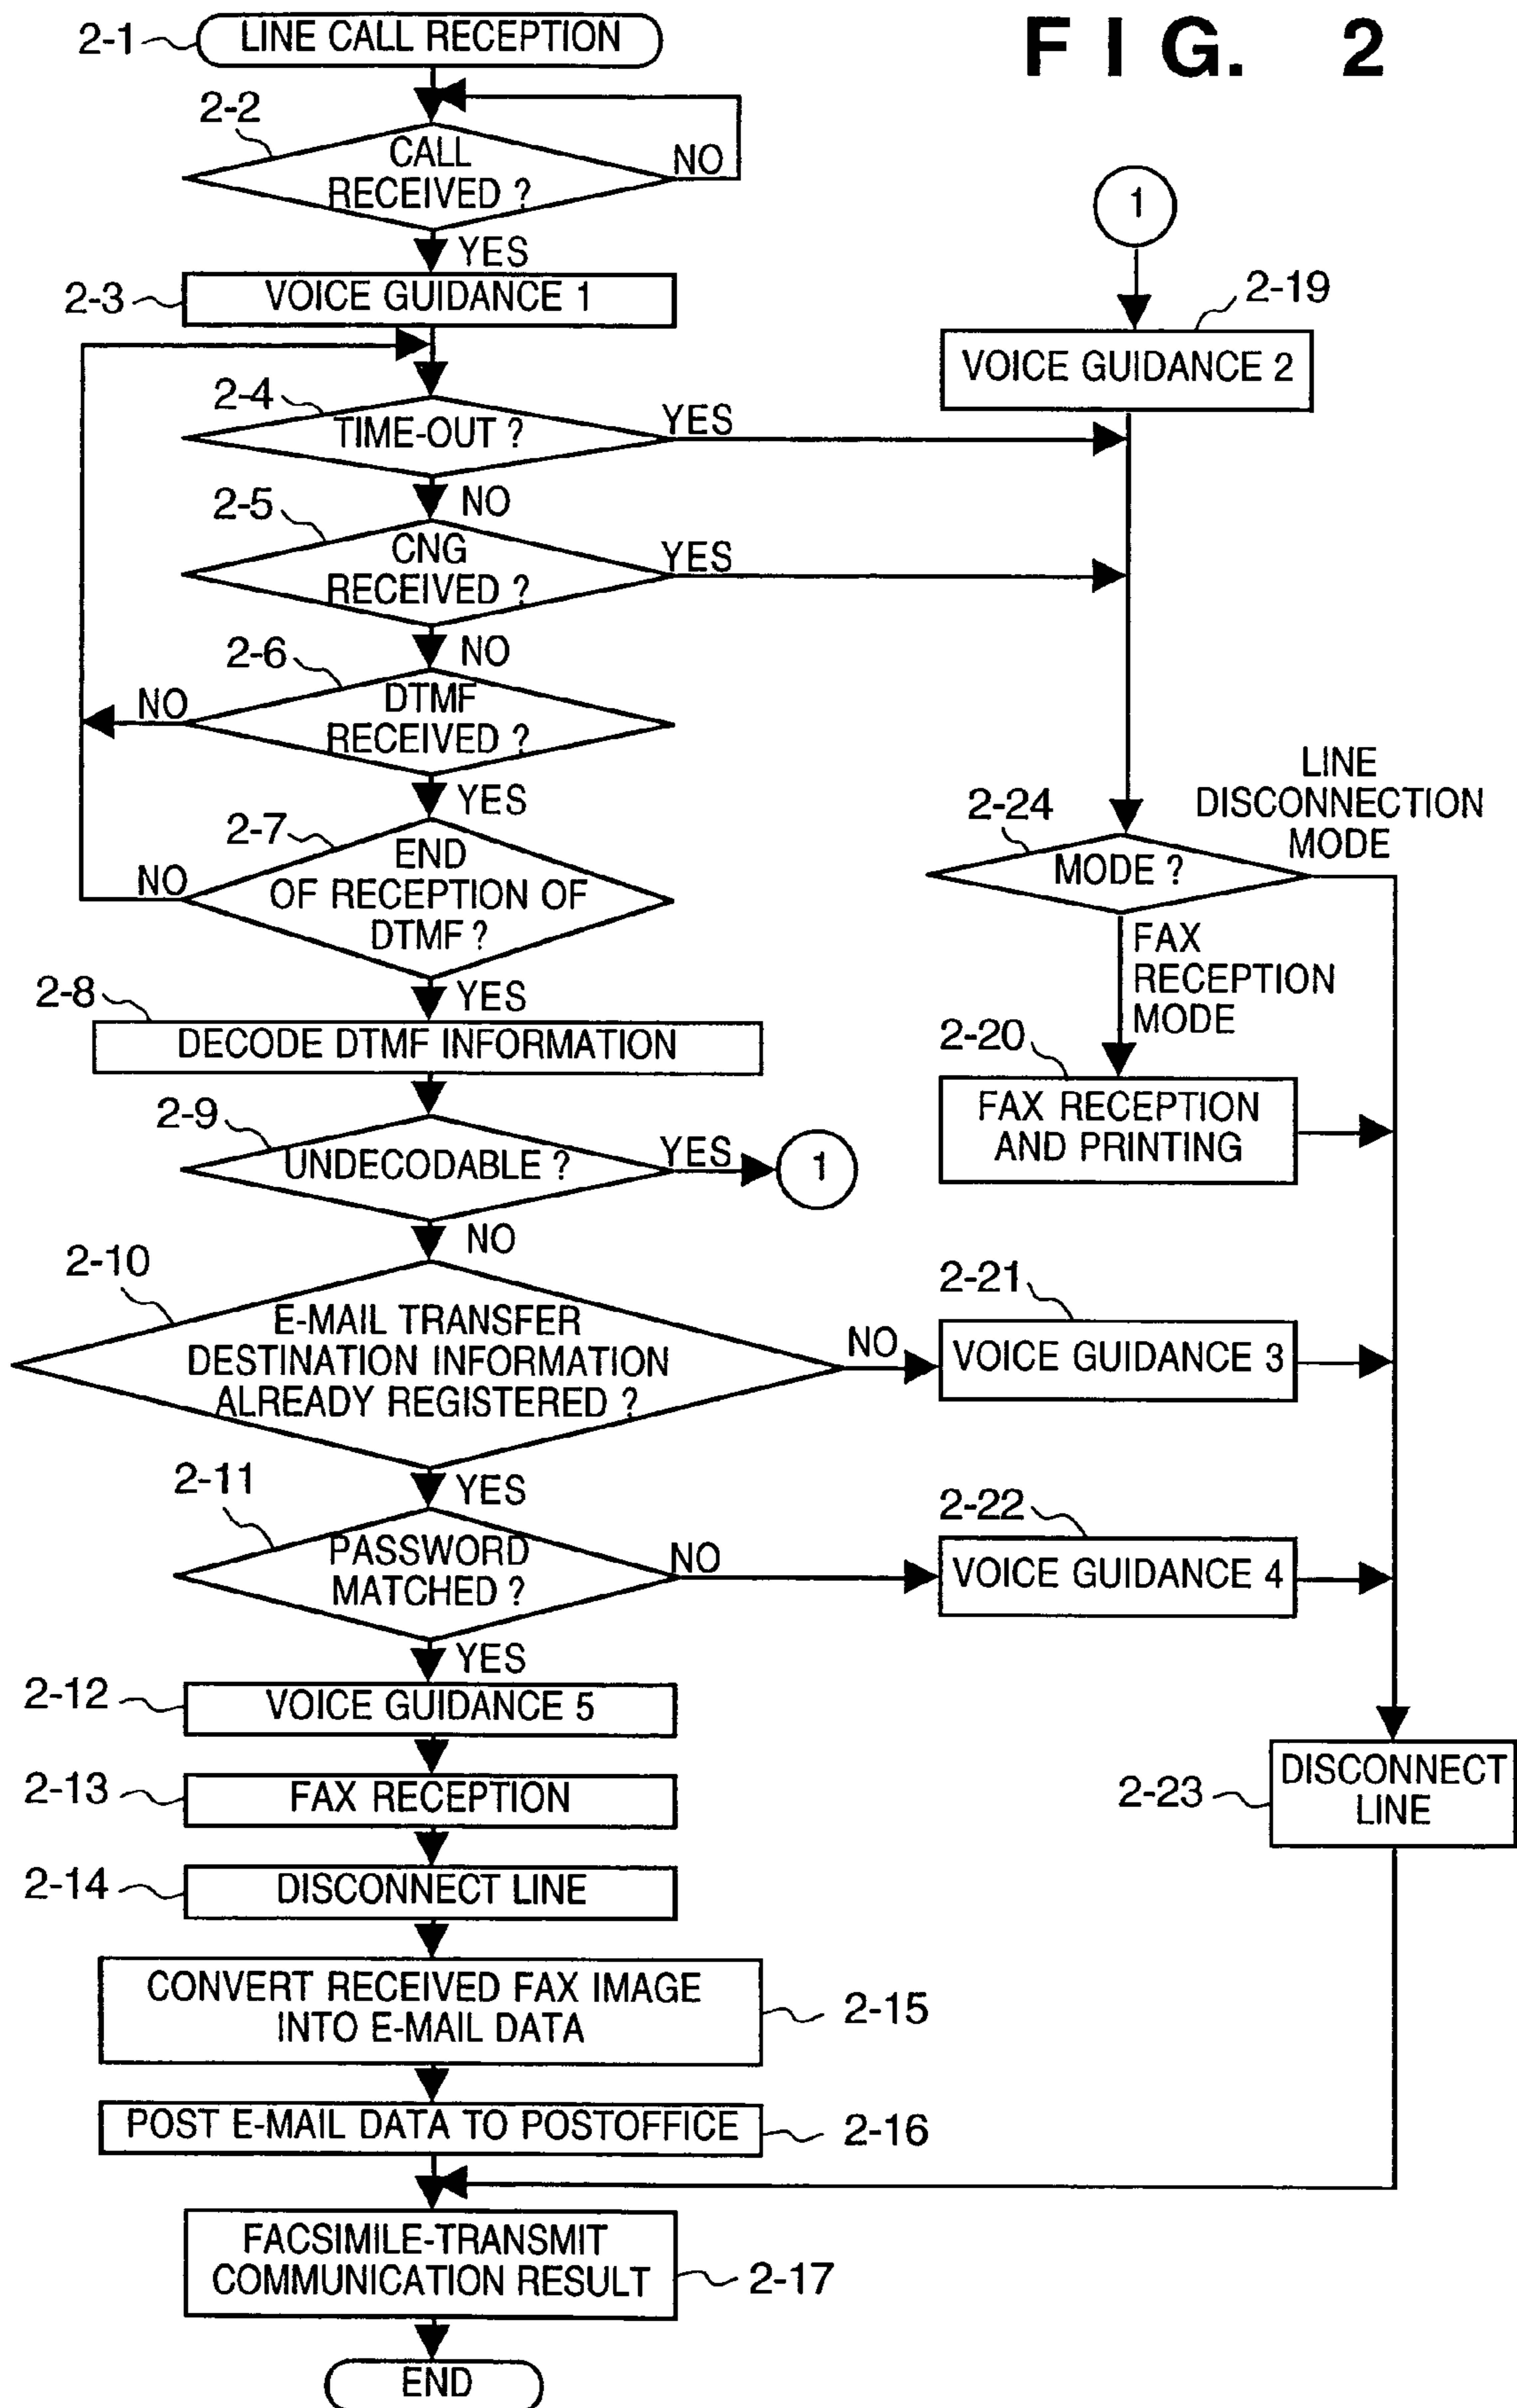 FIG. 2
2-1
LINE CALL RECEPTION
2-2
CALL
RECEIVED ?
NO
YES
2-3
VOICE GUIDANCE 1
2-4
TIME-OUT ?
YES
NO
2-5
CNG
RECEIVED ?
YES
NO
2-6
DTMF
RECEIVED ?
NO
YES
2-7
END
OF RECEPTION OF
DTMF ?
NO
YES
2-8
DECODE DTMF INFORMATION
2-9
UNDECODABLE ?
YES
1
NO
2-10
E-MAIL TRANSFER
DESTINATION INFORMATION
ALREADY REGISTERED ?
NO
YES
2-11
PASSWORD
MATCHED ?
NO
YES
2-12
VOICE GUIDANCE 5
2-13
FAX RECEPTION
2-14
DISCONNECT LINE
CONVERT RECEIVED FAX IMAGE
INTO E-MAIL DATA
2-15
POST E-MAIL DATA TO POSTOFFICE
2-16
FACSIMILE-TRANSMIT
COMMUNICATION RESULT
2-17
END
1
2-19
VOICE GUIDANCE 2
2-24
MODE ?
LINE
DISCONNECTION
MODE
FAX
RECEPTION
MODE
2-20
FAX RECEPTION
AND PRINTING
2-21
VOICE GUIDANCE 3
2-22
VOICE GUIDANCE 4
2-23
DISCONNECT
LINE